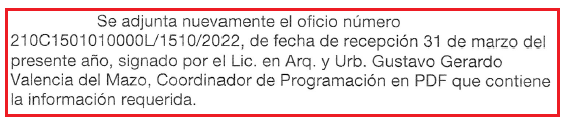 Se adjunta nuevamente el oficio número
210C1501010000L/1510/2022, de fecha de recepción 31 de marzo del
presente año, signado por el Lic. en Arq. y Urb. Gustavo Gerardo
Valencia del Mazo, Coordinador de Programación en PDF que contiene
la información requerida.